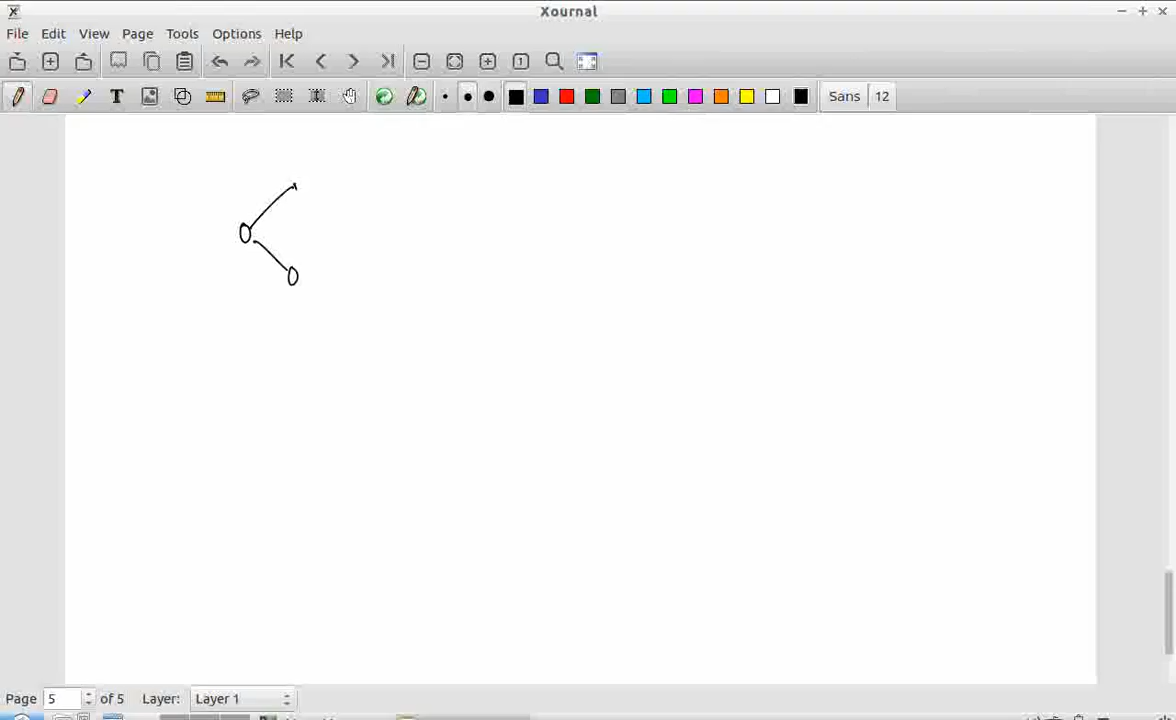 Xournal
File Edit View Page Tools Options Help
Sans 12
Page 5 of 5 Layer: Layer 1